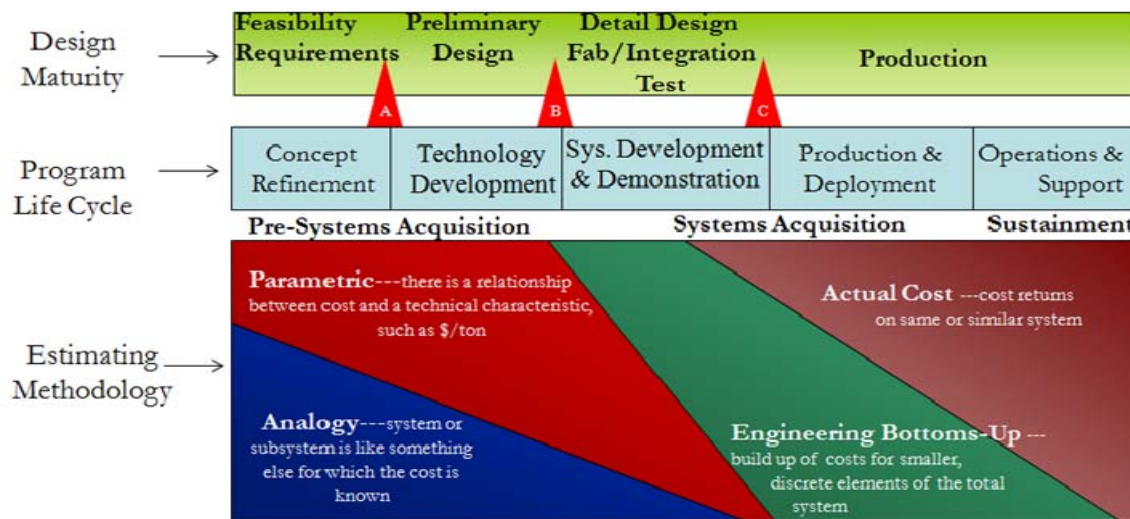 Design
Maturity
Feasibility
Requirements
Preliminary
Design
Detail Design
Fab/Integration
Test
Production
A
B
C
Program
Life Cycle
Concept
Refinement
Technology
Development
Sys. Development
& Demonstration
Production &
Deployment
Operations &
Support
Pre-Systems Acquisition
Systems Acquisition
Sustainment
Estimating
Methodology
Parametric---there is a relationship
between cost and a technical characteristic,
such as $/ton
Actual Cost ---cost returns
on same or similar system
Analogy---system or
subsystem is like something
else for which the cost is
known
Engineering Bottoms-Up ---
build up of costs for smaller,
discrete elements of the total
system